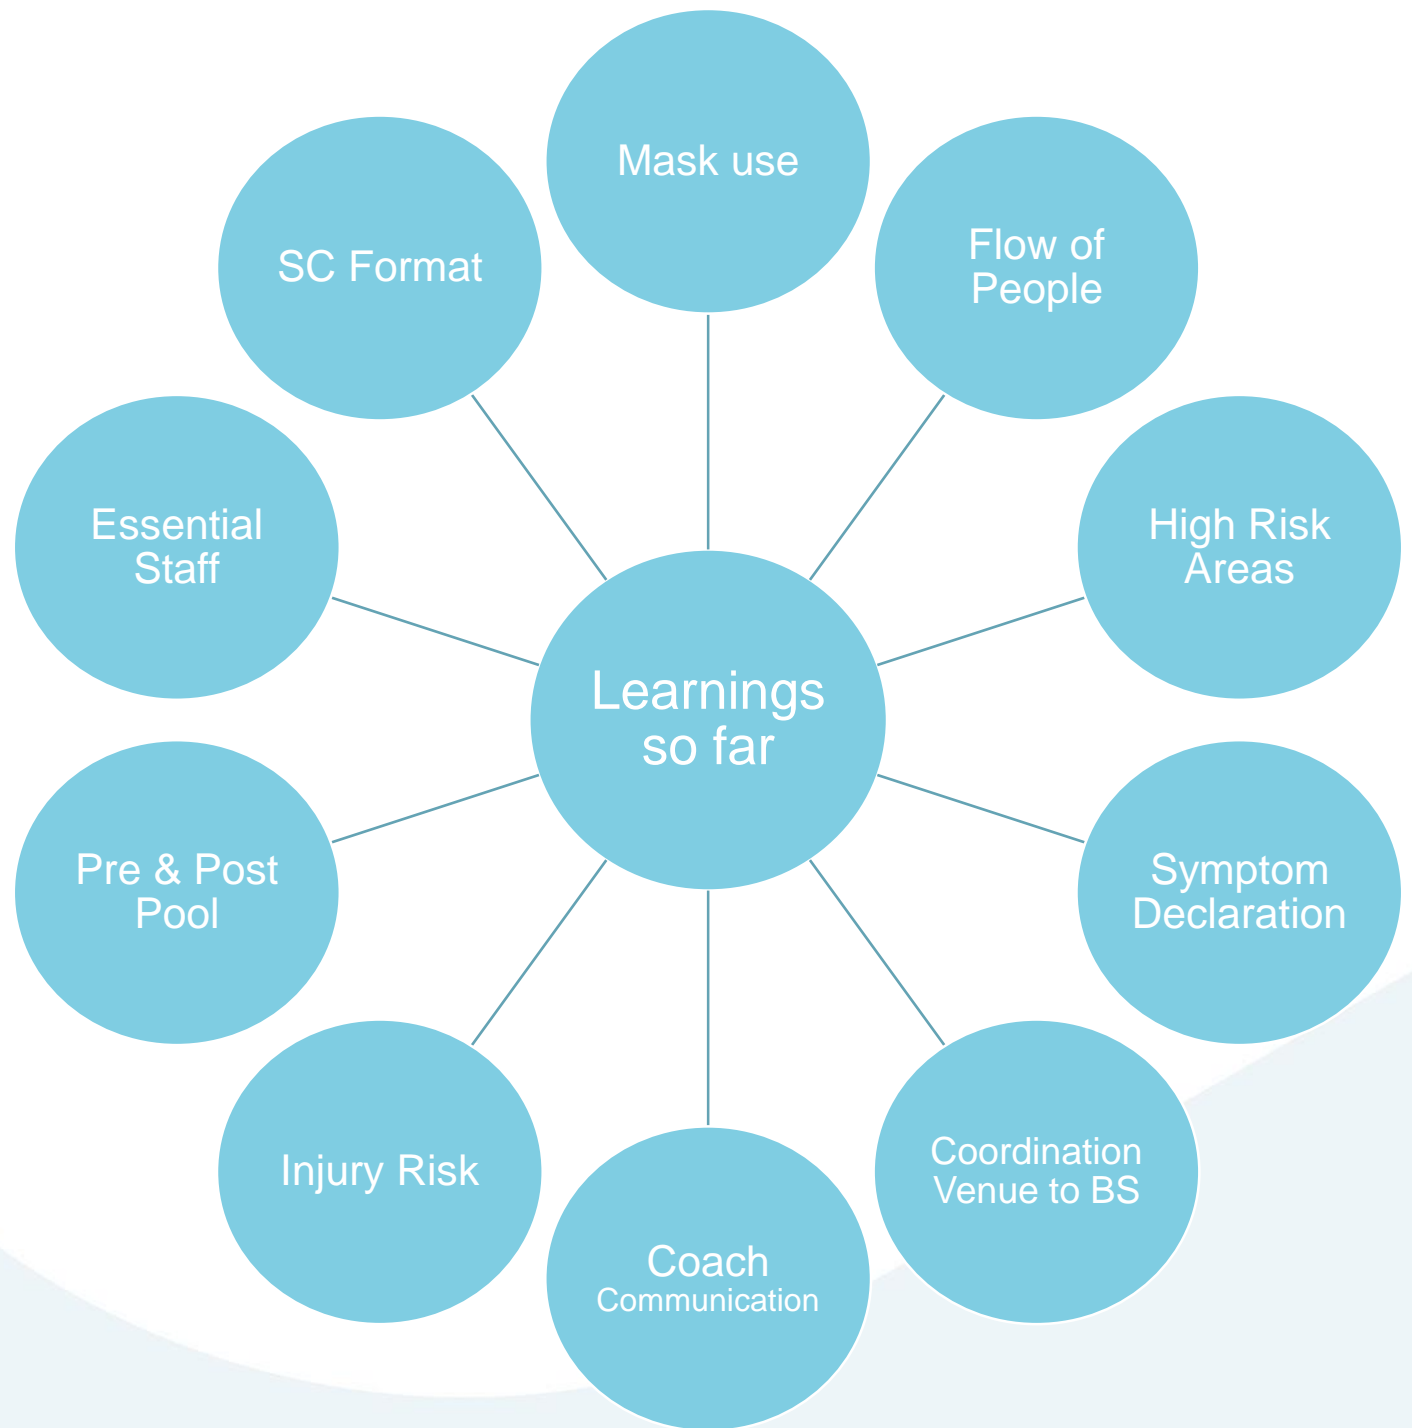 Mask use
Flow of
People
High Risk
Areas
Symptom
Declaration
Coordination
Venue to BS
Coach
Communication
Injury Risk
Pre & Post
Pool
Essential
Staff
SC Format
Learnings
so far